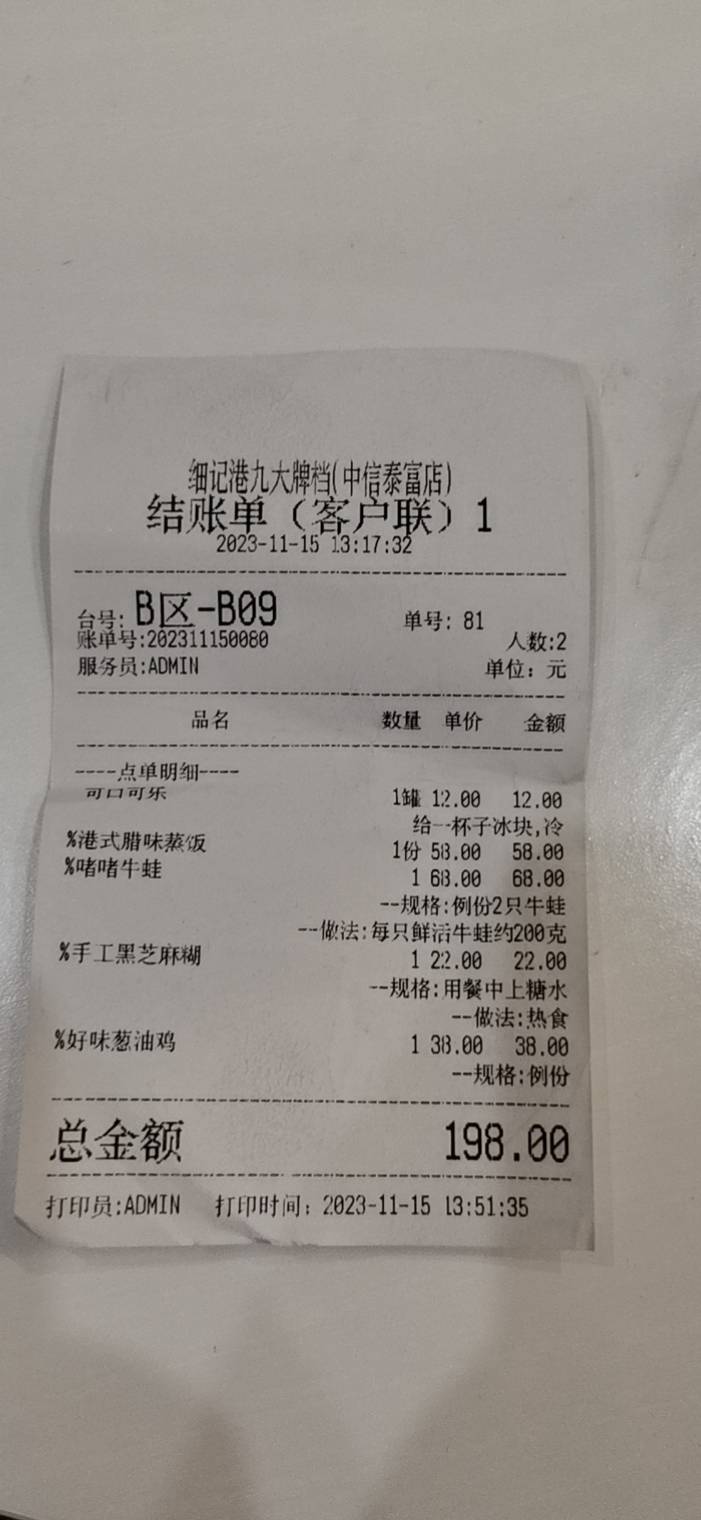 细记港九大牌档(中信泰富店)
结账单（客户联）1
2023-11-15 13:17:32
台号: B区-B09 单号: 81
账单号:202311150080 人数:2
服务员:ADMIN 单位: 元
品名 数量 单价 金额
----点单明细----
可口可乐 1罐 12.00 12.00
给一杯子冰块,冷
%港式腊味蒸饭 1份 58.00 58.00
%啫啫牛蛙 1 68.00 68.00
--规格:例份2只牛蛙
--做法:每只鲜活牛蛙约200克
%手工黑芝麻糊 1 22.00 22.00
--规格:用餐中上糖水
--做法:热食
%好味葱油鸡 1 38.00 38.00
--规格:例份
总金额 198.00
打印员:ADMIN 打印时间: 2023-11-15 13:51:35